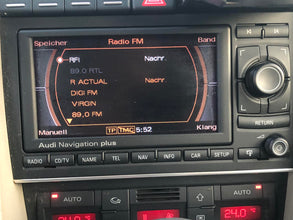 Speicher Radio FM Band
RFI Nachr.
89.0 RTL
R ACTUAL Nachr.
DIGI FM
VIRGIN
89,0 FM
Manuell TP TMC 5:52 Klang
Audi Navigation plus
RETURN
RADIO CD/TV NAME TEL NAV INFO CAR SETUP
AUTO AUTO
24.0